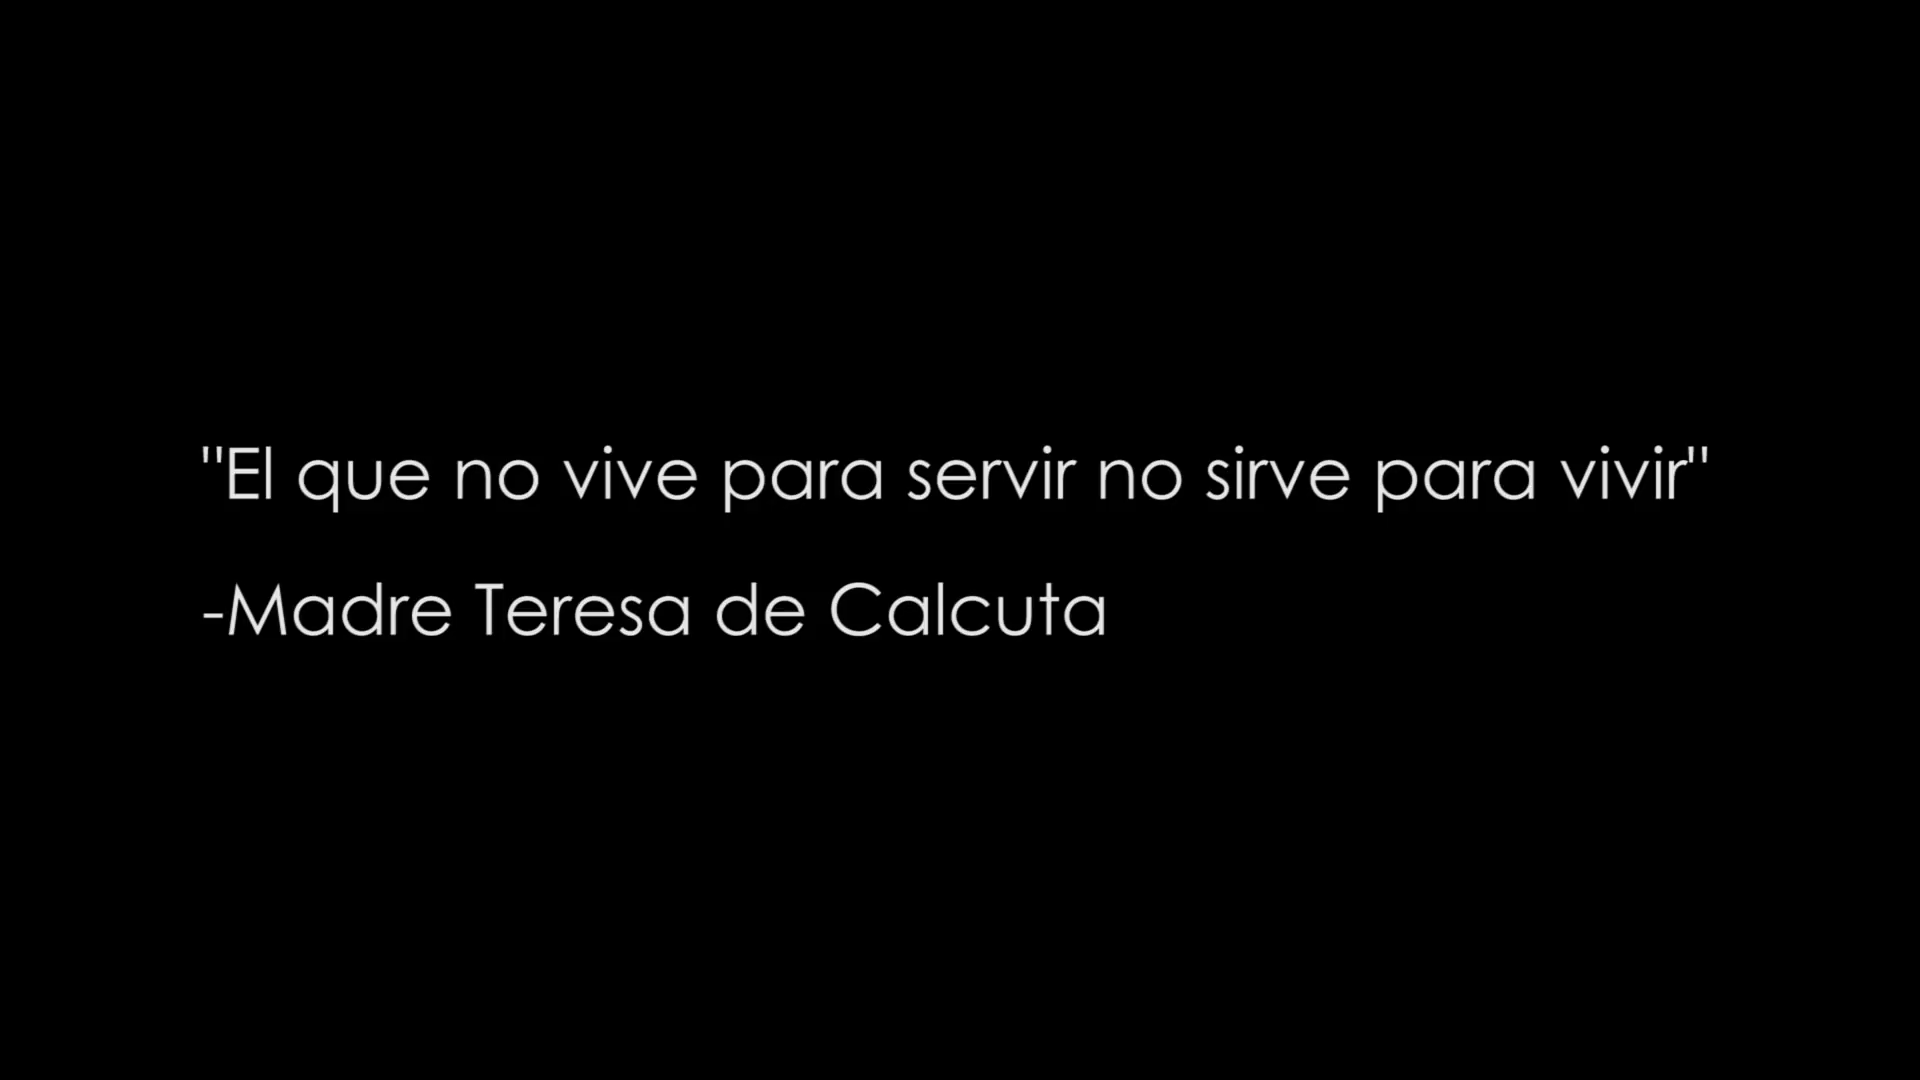 "El que no vive para servir no sirve para vivir"
-Madre Teresa de Calcuta